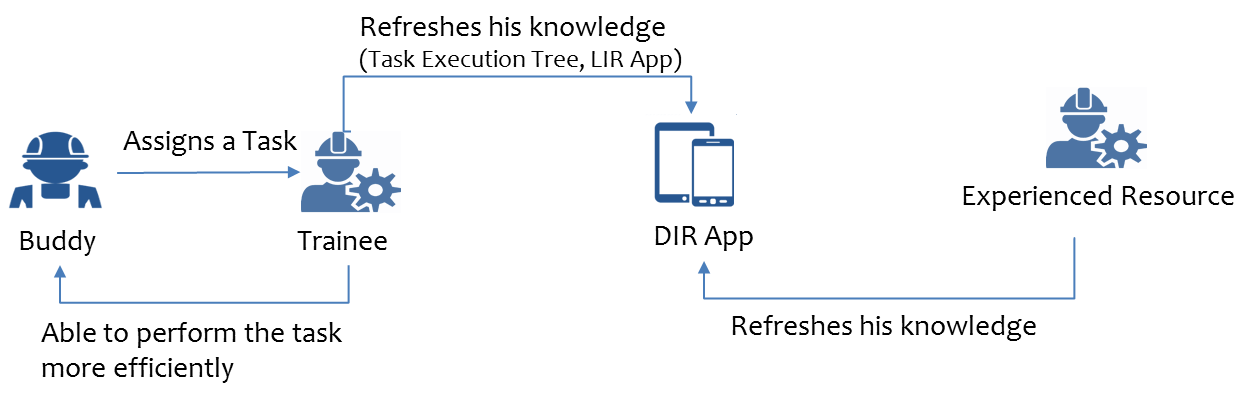 Refreshes his knowledge
(Task Execution Tree, LIR App)
Assigns a Task
Buddy
Trainee
DIR App
Experienced Resource
Able to perform the task
more efficiently
Refreshes his knowledge